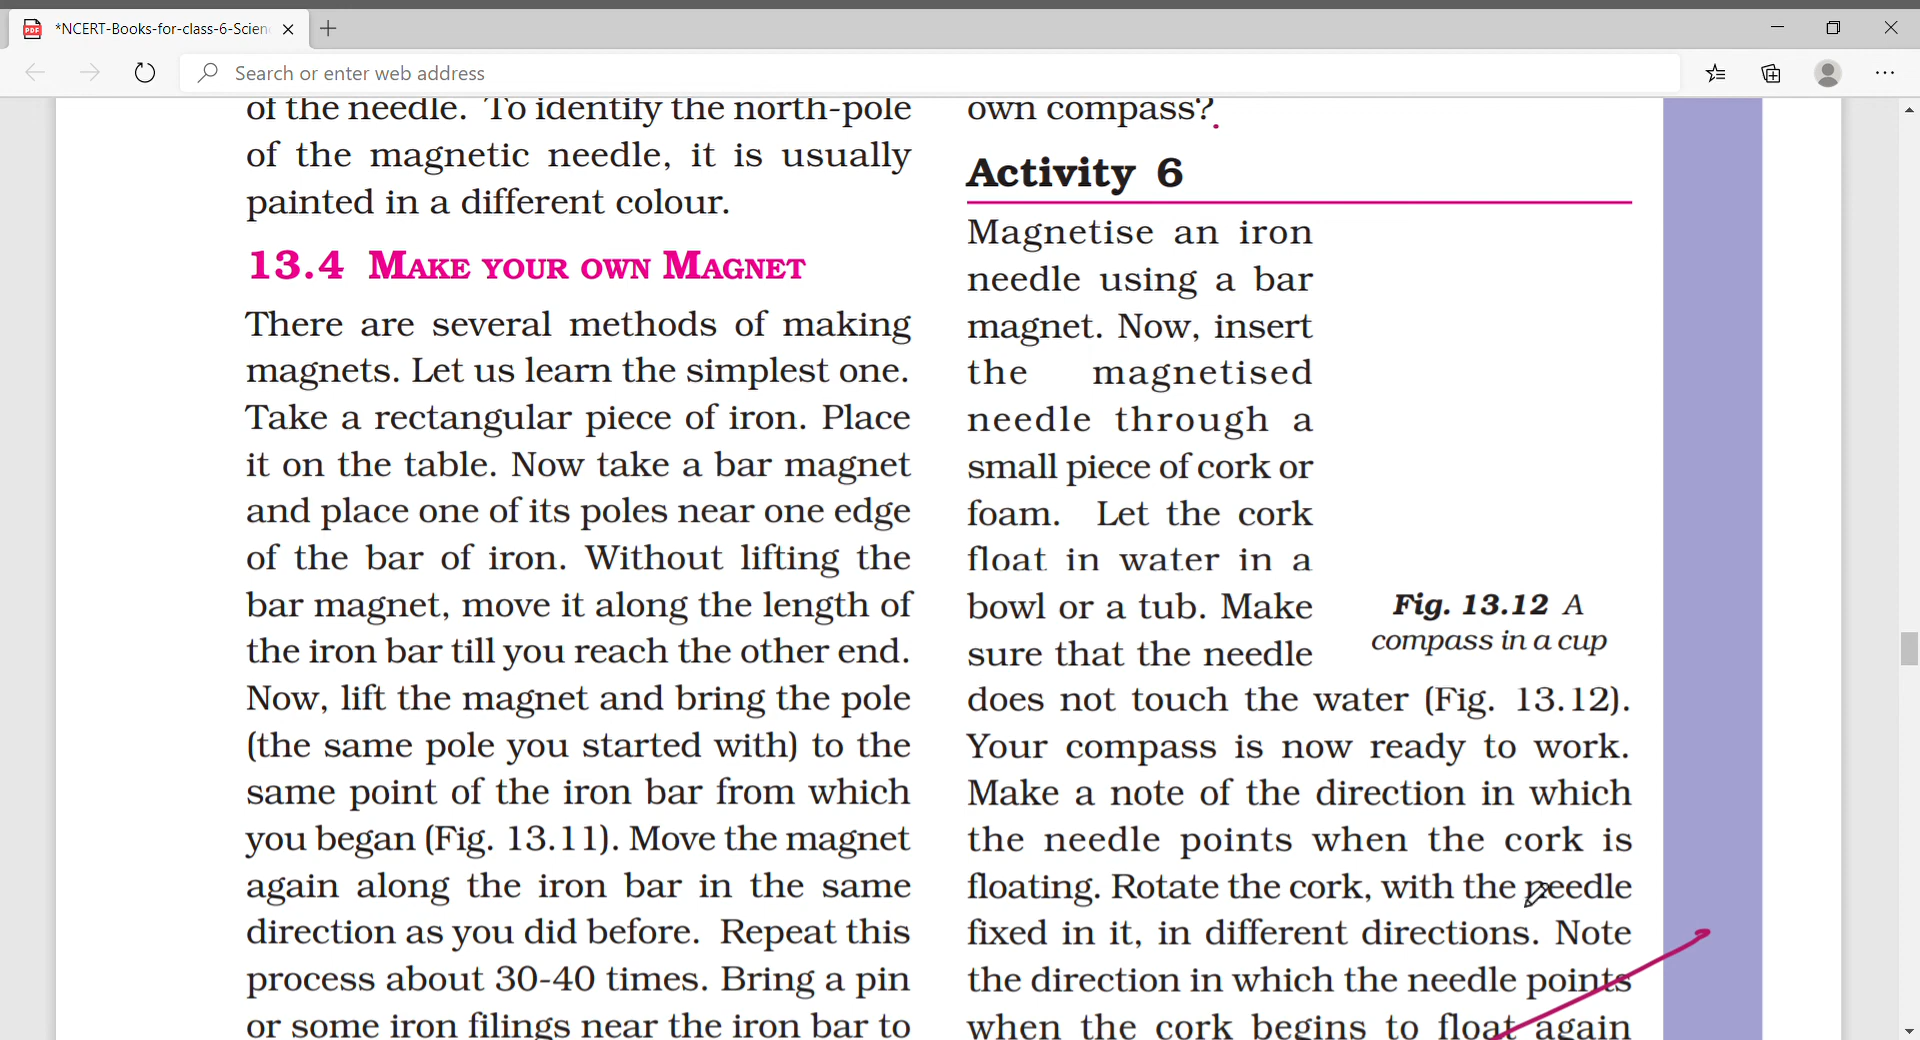 *NCERT-Books-for-class-6-Scien
Search or enter web address
of the needle. To identify the north-pole
of the magnetic needle, it is usually
painted in a different colour.
13.4 MAKE YOUR OWN MAGNET
There are several methods of making
magnets. Let us learn the simplest one.
Take a rectangular piece of iron. Place
it on the table. Now take a bar magnet
and place one of its poles near one edge
of the bar of iron. Without lifting the
bar magnet, move it along the length of
the iron bar till you reach the other end.
Now, lift the magnet and bring the pole
(the same pole you started with) to the
same point of the iron bar from which
you began (Fig. 13.11). Move the magnet
again along the iron bar in the same
direction as you did before. Repeat this
process about 30-40 times. Bring a pin
or some iron filings near the iron bar to
own compass?
Activity 6
Magnetise an iron
needle using a bar
magnet. Now, insert
the magnetised
needle through a
small piece of cork or
foam. Let the cork
float in water in a
bowl or a tub. Make
sure that the needle
does not touch the water (Fig. 13.12).
Your compass is now ready to work.
Make a note of the direction in which
the needle points when the cork is
floating. Rotate the cork, with the needle
fixed in it, in different directions. Note
the direction in which the needle points
when the cork begins to float again
Fig. 13.12 A
compass in a cup